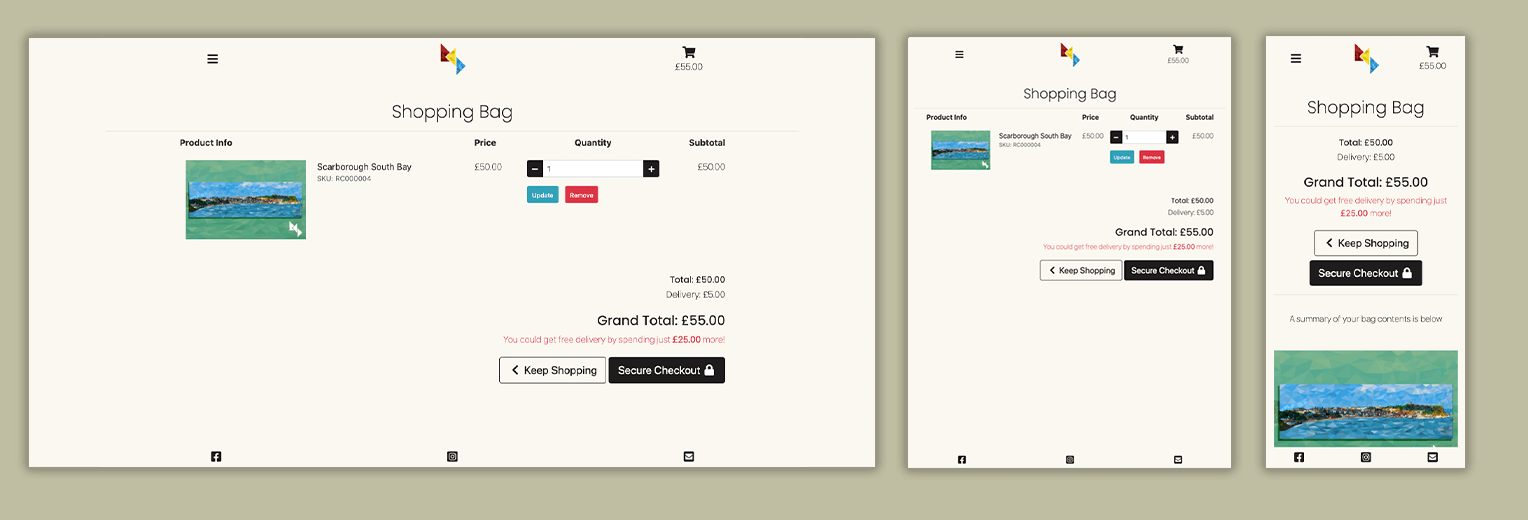 £55.00
Shopping Bag
Product Info Price Quantity Subtotal
Scarborough South Bay £50.00 1 £50.00
SKU: RC000004
Update Remove
Total: £50.00
Delivery: £5.00
Grand Total: £55.00
You could get free delivery by spending just £25.00 more!
Keep Shopping Secure Checkout
£55.00
Shopping Bag
Product Info Price Quantity Subtotal
Scarborough South Bay £50.00 1 £50.00
SKU: RC000004
Update Remove
Total: £50.00
Delivery: £5.00
Grand Total: £55.00
You could get free delivery by spending just £25.00 more!
Keep Shopping Secure Checkout
£55.00
Shopping Bag
Total: £50.00
Delivery: £5.00
Grand Total: £55.00
You could get free delivery by spending just
£25.00 more!
Keep Shopping
Secure Checkout
A summary of your bag contents is below